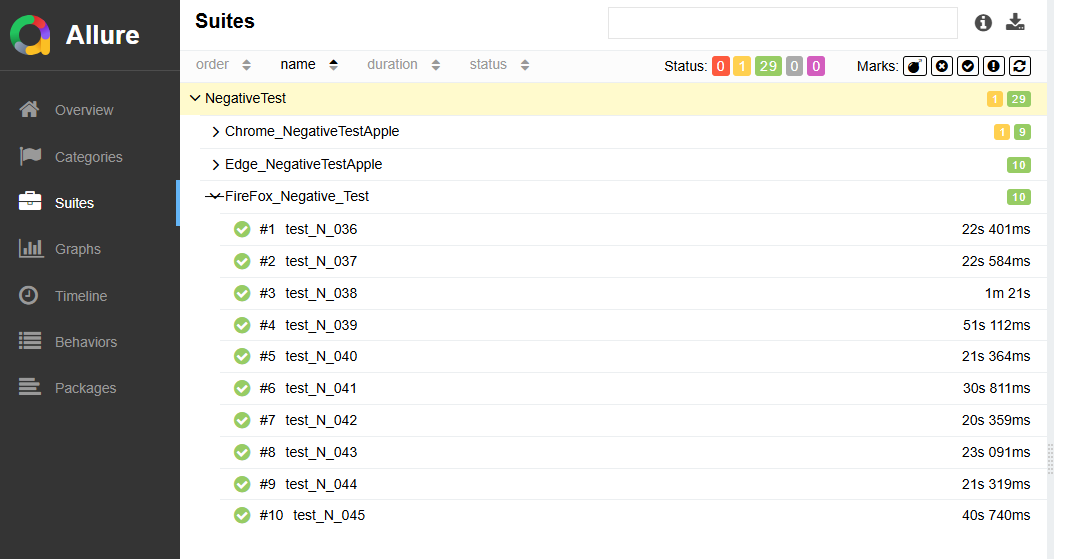 Allure
Overview
Categories
Suites
Graphs
Timeline
Behaviors
Packages
Suites
order name duration status Status: 0 1 29 0 0 Marks:
NegativeTest 1 29
Chrome_NegativeTestApple 1 9
Edge_NegativeTestApple 10
FireFox_Negative_Test 10
#1 test_N_036 22s 401ms
#2 test_N_037 22s 584ms
#3 test_N_038 1m 21s
#4 test_N_039 51s 112ms
#5 test_N_040 21s 364ms
#6 test_N_041 30s 811ms
#7 test_N_042 20s 359ms
#8 test_N_043 23s 091ms
#9 test_N_044 21s 319ms
#10 test_N_045 40s 740ms